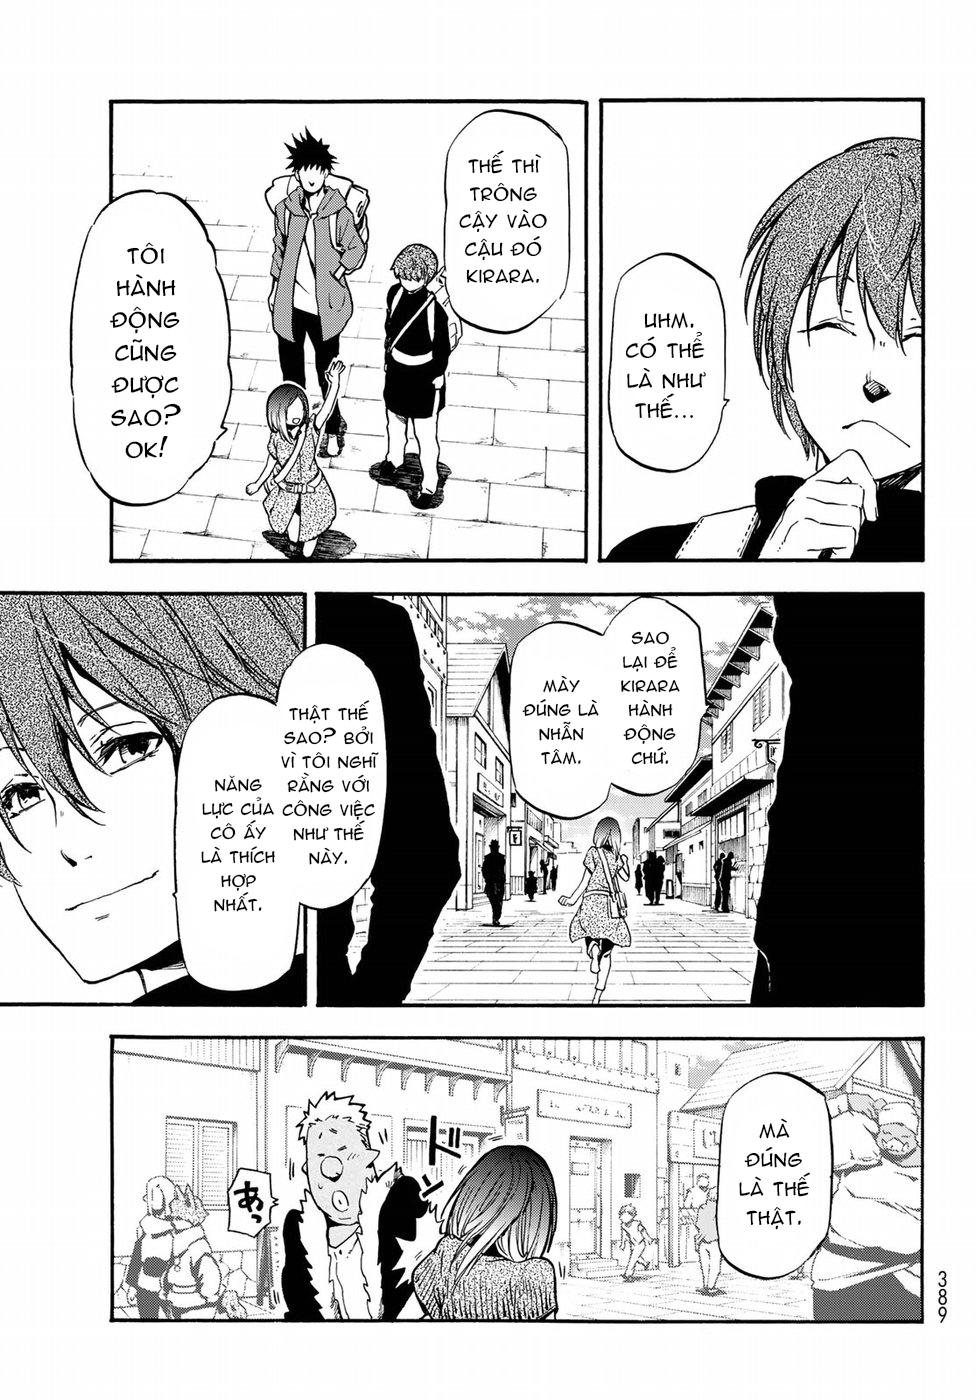 UHM.
CÓ THỂ
LÀ NHƯ
THẾ...
THẾ THÌ
TRÔNG
CẬY VÀO
CẬU ĐÓ
KIRARA.
TÔI
HÀNH
ĐỘNG
CŨNG
ĐƯỢC
SAO?
OK!
SAO
LẠI ĐỂ
KIRARA
HÀNH
ĐỘNG
CHỨ.
MÀY
ĐÚNG LÀ
NHẪN
TÂM.
THẬT THẾ
SAO? BỞI
VÌ TÔI NGHĨ
RẰNG VỚI
CÔNG VIỆC
NHƯ THẾ
NÀY.
NĂNG
LỰC CỦA
CÔ ẤY
LÀ THÍCH
HỢP
NHẤT.
MÀ
ĐÚNG
LÀ THẾ
THẬT.
ドン
あっ
389